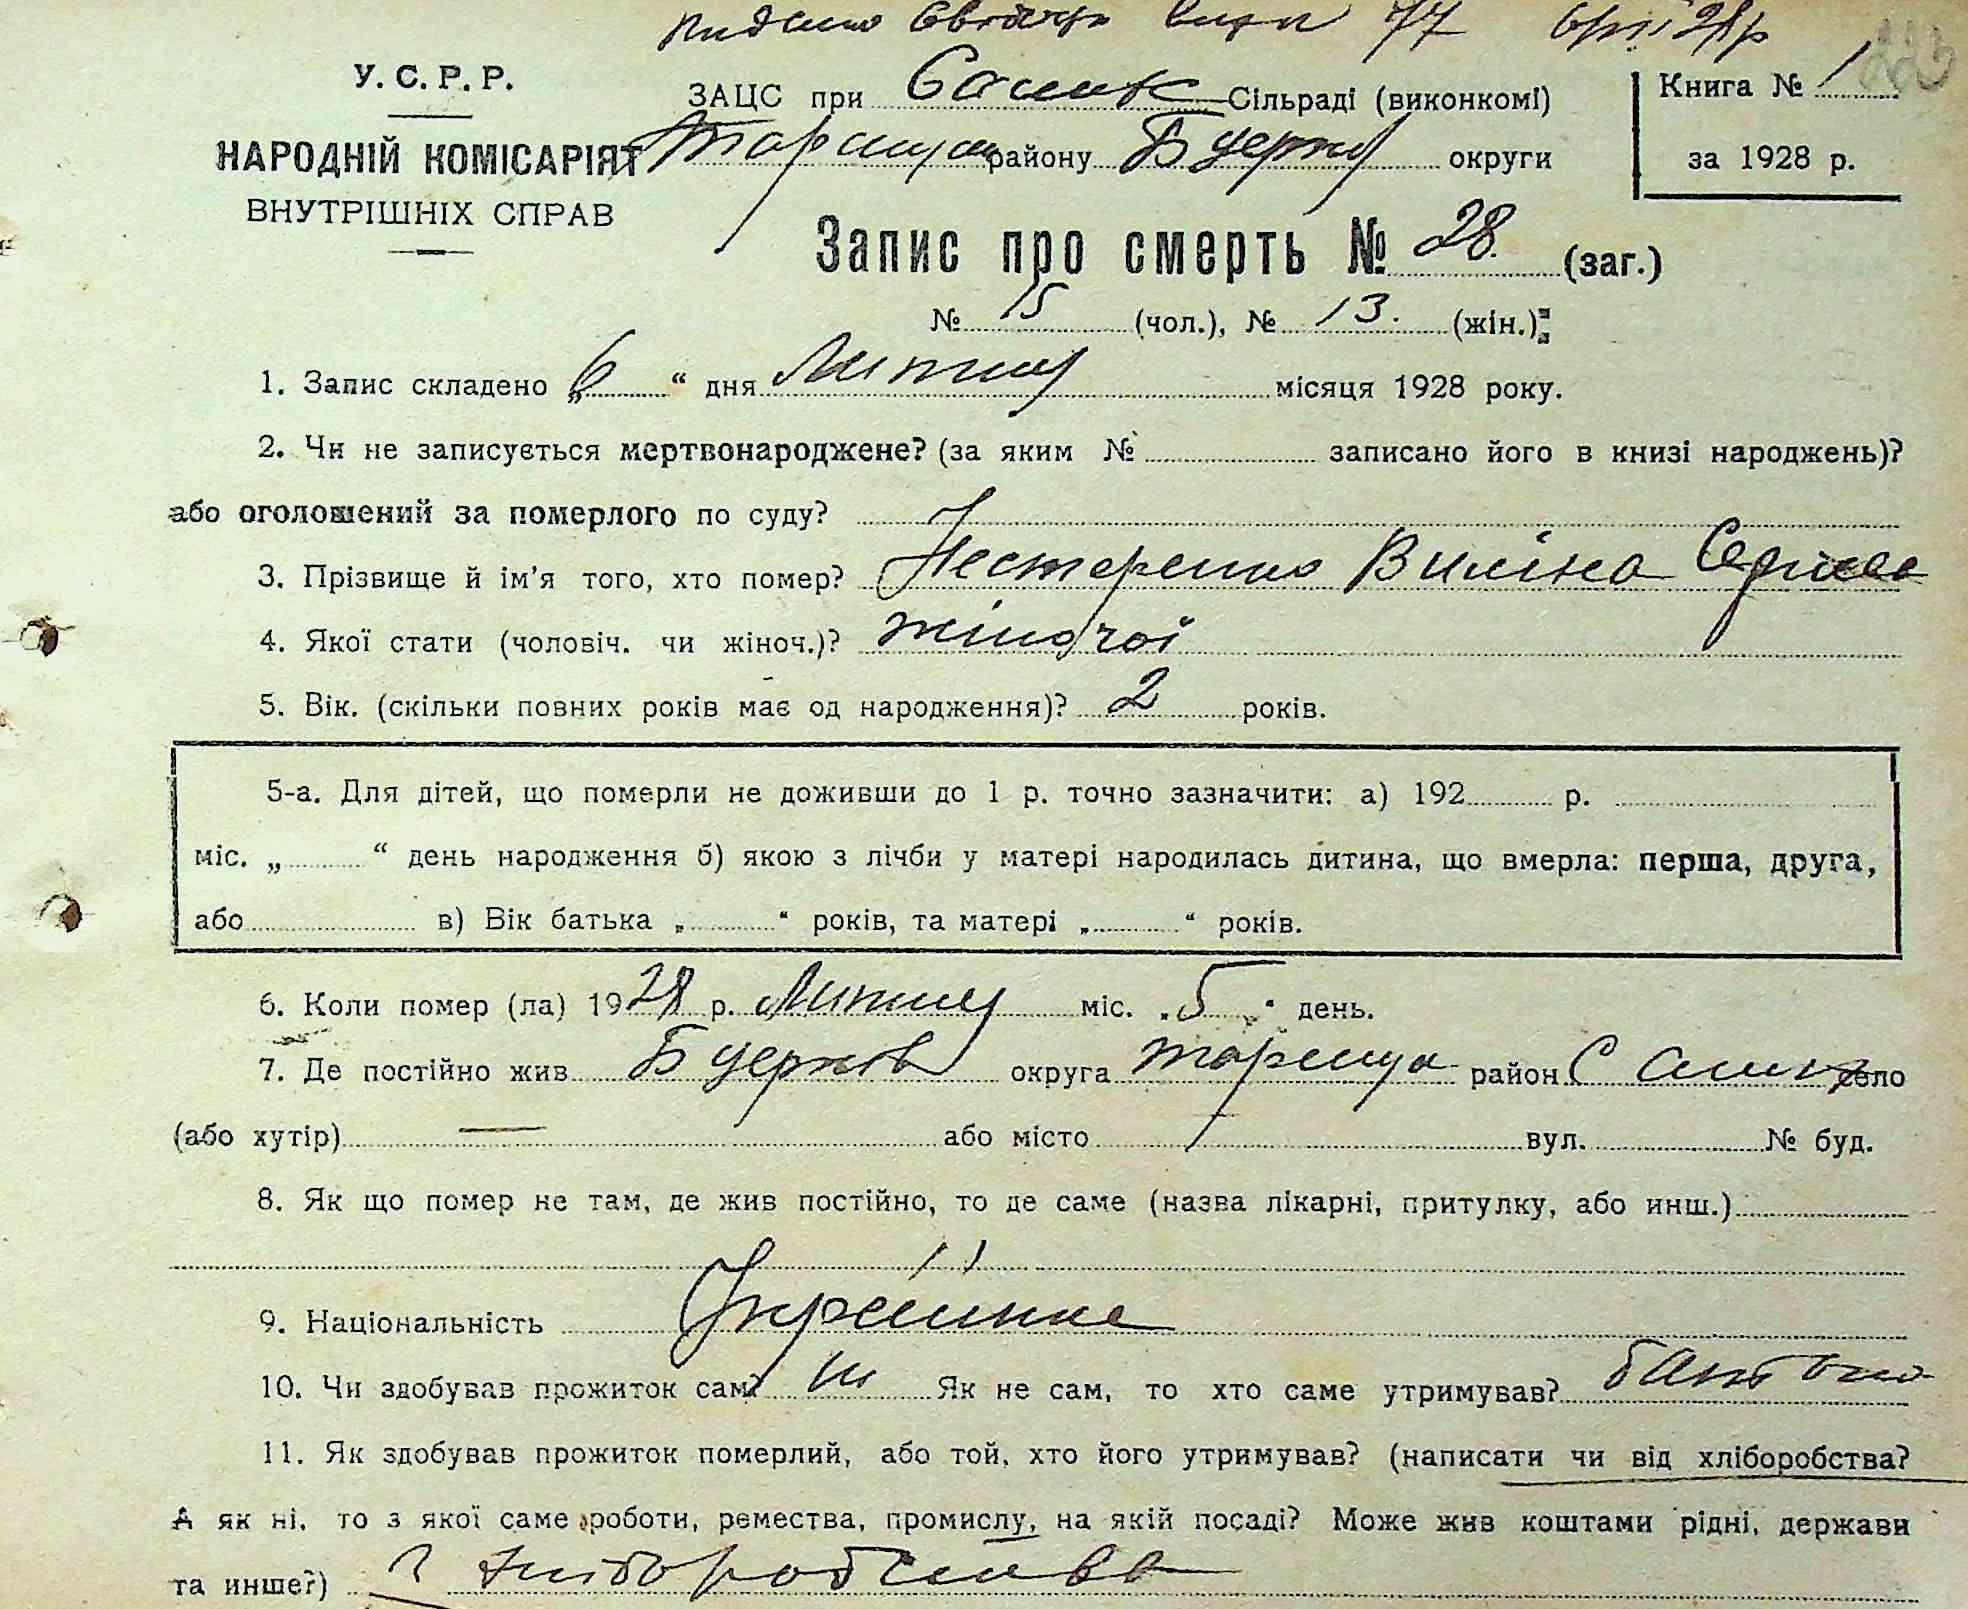 У. С. Р. Р.
НАРОДНІЙ КОМІСАРІЯТ
ВНУТРІШНІХ СПРАВ
ЗАЦС при Сільраді (виконкомі)
району Б церкв округи
Книга № 1
за 1928 р.
Запис про смерть № 28. (заг.)
№ 15 (чол.), № 13. (жін.)
1. Запис складено „6“ дня Липня місяця 1928 року.
2. Чи не записується мертвонароджене? (за яким № записано його в книзі народжень)?
або оголошений за померлого по суду?
3. Прізвище й ім'я того, хто помер? Нестеренко Виліна
4. Якої стати (чоловіч. чи жіноч.)? жіночої
5. Вік. (скільки повних років має од народження)? 2 років.
5-а. Для дітей, що померли не доживши до 1 р. точно зазначити: а) 192 р.
міс. „ “ день народження б) якою з лічби у матері народилась дитина, що вмерла: перша, друга,
або в) Вік батька „ “ років, та матері „ “ років.
6. Коли помер (ла) 1928 р. Липня міс. „5“ день.
7. Де постійно жив Б церков округа район село
(або хутір) — або місто вул. № буд.
8. Як що помер не там, де жив постійно, то де саме (назва лікарні, притулку, або инш.)
9. Національність Українка
10. Чи здобував прожиток сам? ні Як не сам, то хто саме утримував? батько
11. Як здобував прожиток померлий, або той, хто його утримував? (написати чи від хліборобства?
А як ні, то з якої саме роботи, ремества, промислу, на якій посаді? Може жив коштами рідні, держави
та инше?) З хліборобства